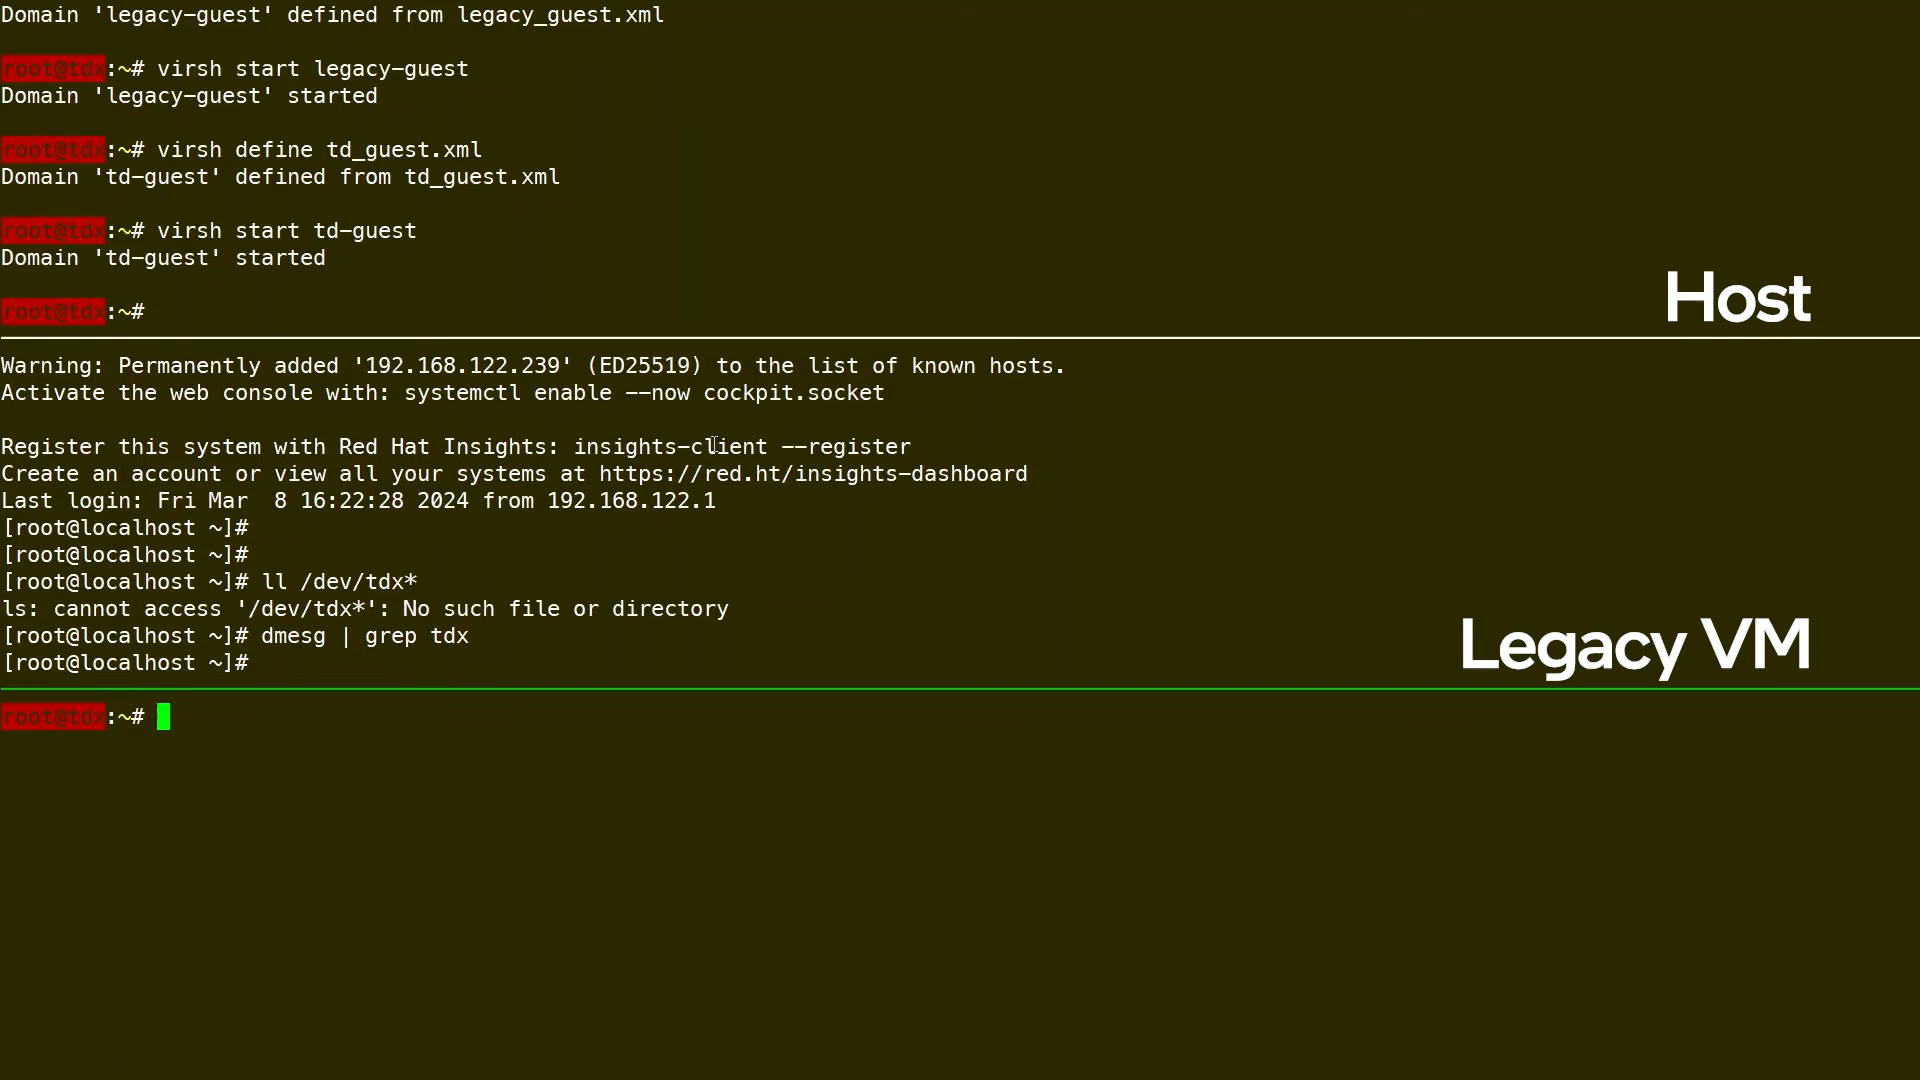 Domain 'legacy-guest' defined from legacy_guest.xml
root@tdx:~# virsh start legacy-guest
Domain 'legacy-guest' started
root@tdx:~# virsh define td_guest.xml
Domain 'td-guest' defined from td_guest.xml
root@tdx:~# virsh start td-guest
Domain 'td-guest' started
root@tdx:~#
Host
Warning: Permanently added '192.168.122.239' (ED25519) to the list of known hosts.
Activate the web console with: systemctl enable --now cockpit.socket
Register this system with Red Hat Insights: insights-client --register
Create an account or view all your systems at https://red.ht/insights-dashboard
Last login: Fri Mar  8 16:22:28 2024 from 192.168.122.1
[root@localhost ~]#
[root@localhost ~]#
[root@localhost ~]# ll /dev/tdx*
ls: cannot access '/dev/tdx*': No such file or directory
[root@localhost ~]# dmesg | grep tdx
[root@localhost ~]#
Legacy VM
root@tdx:~#